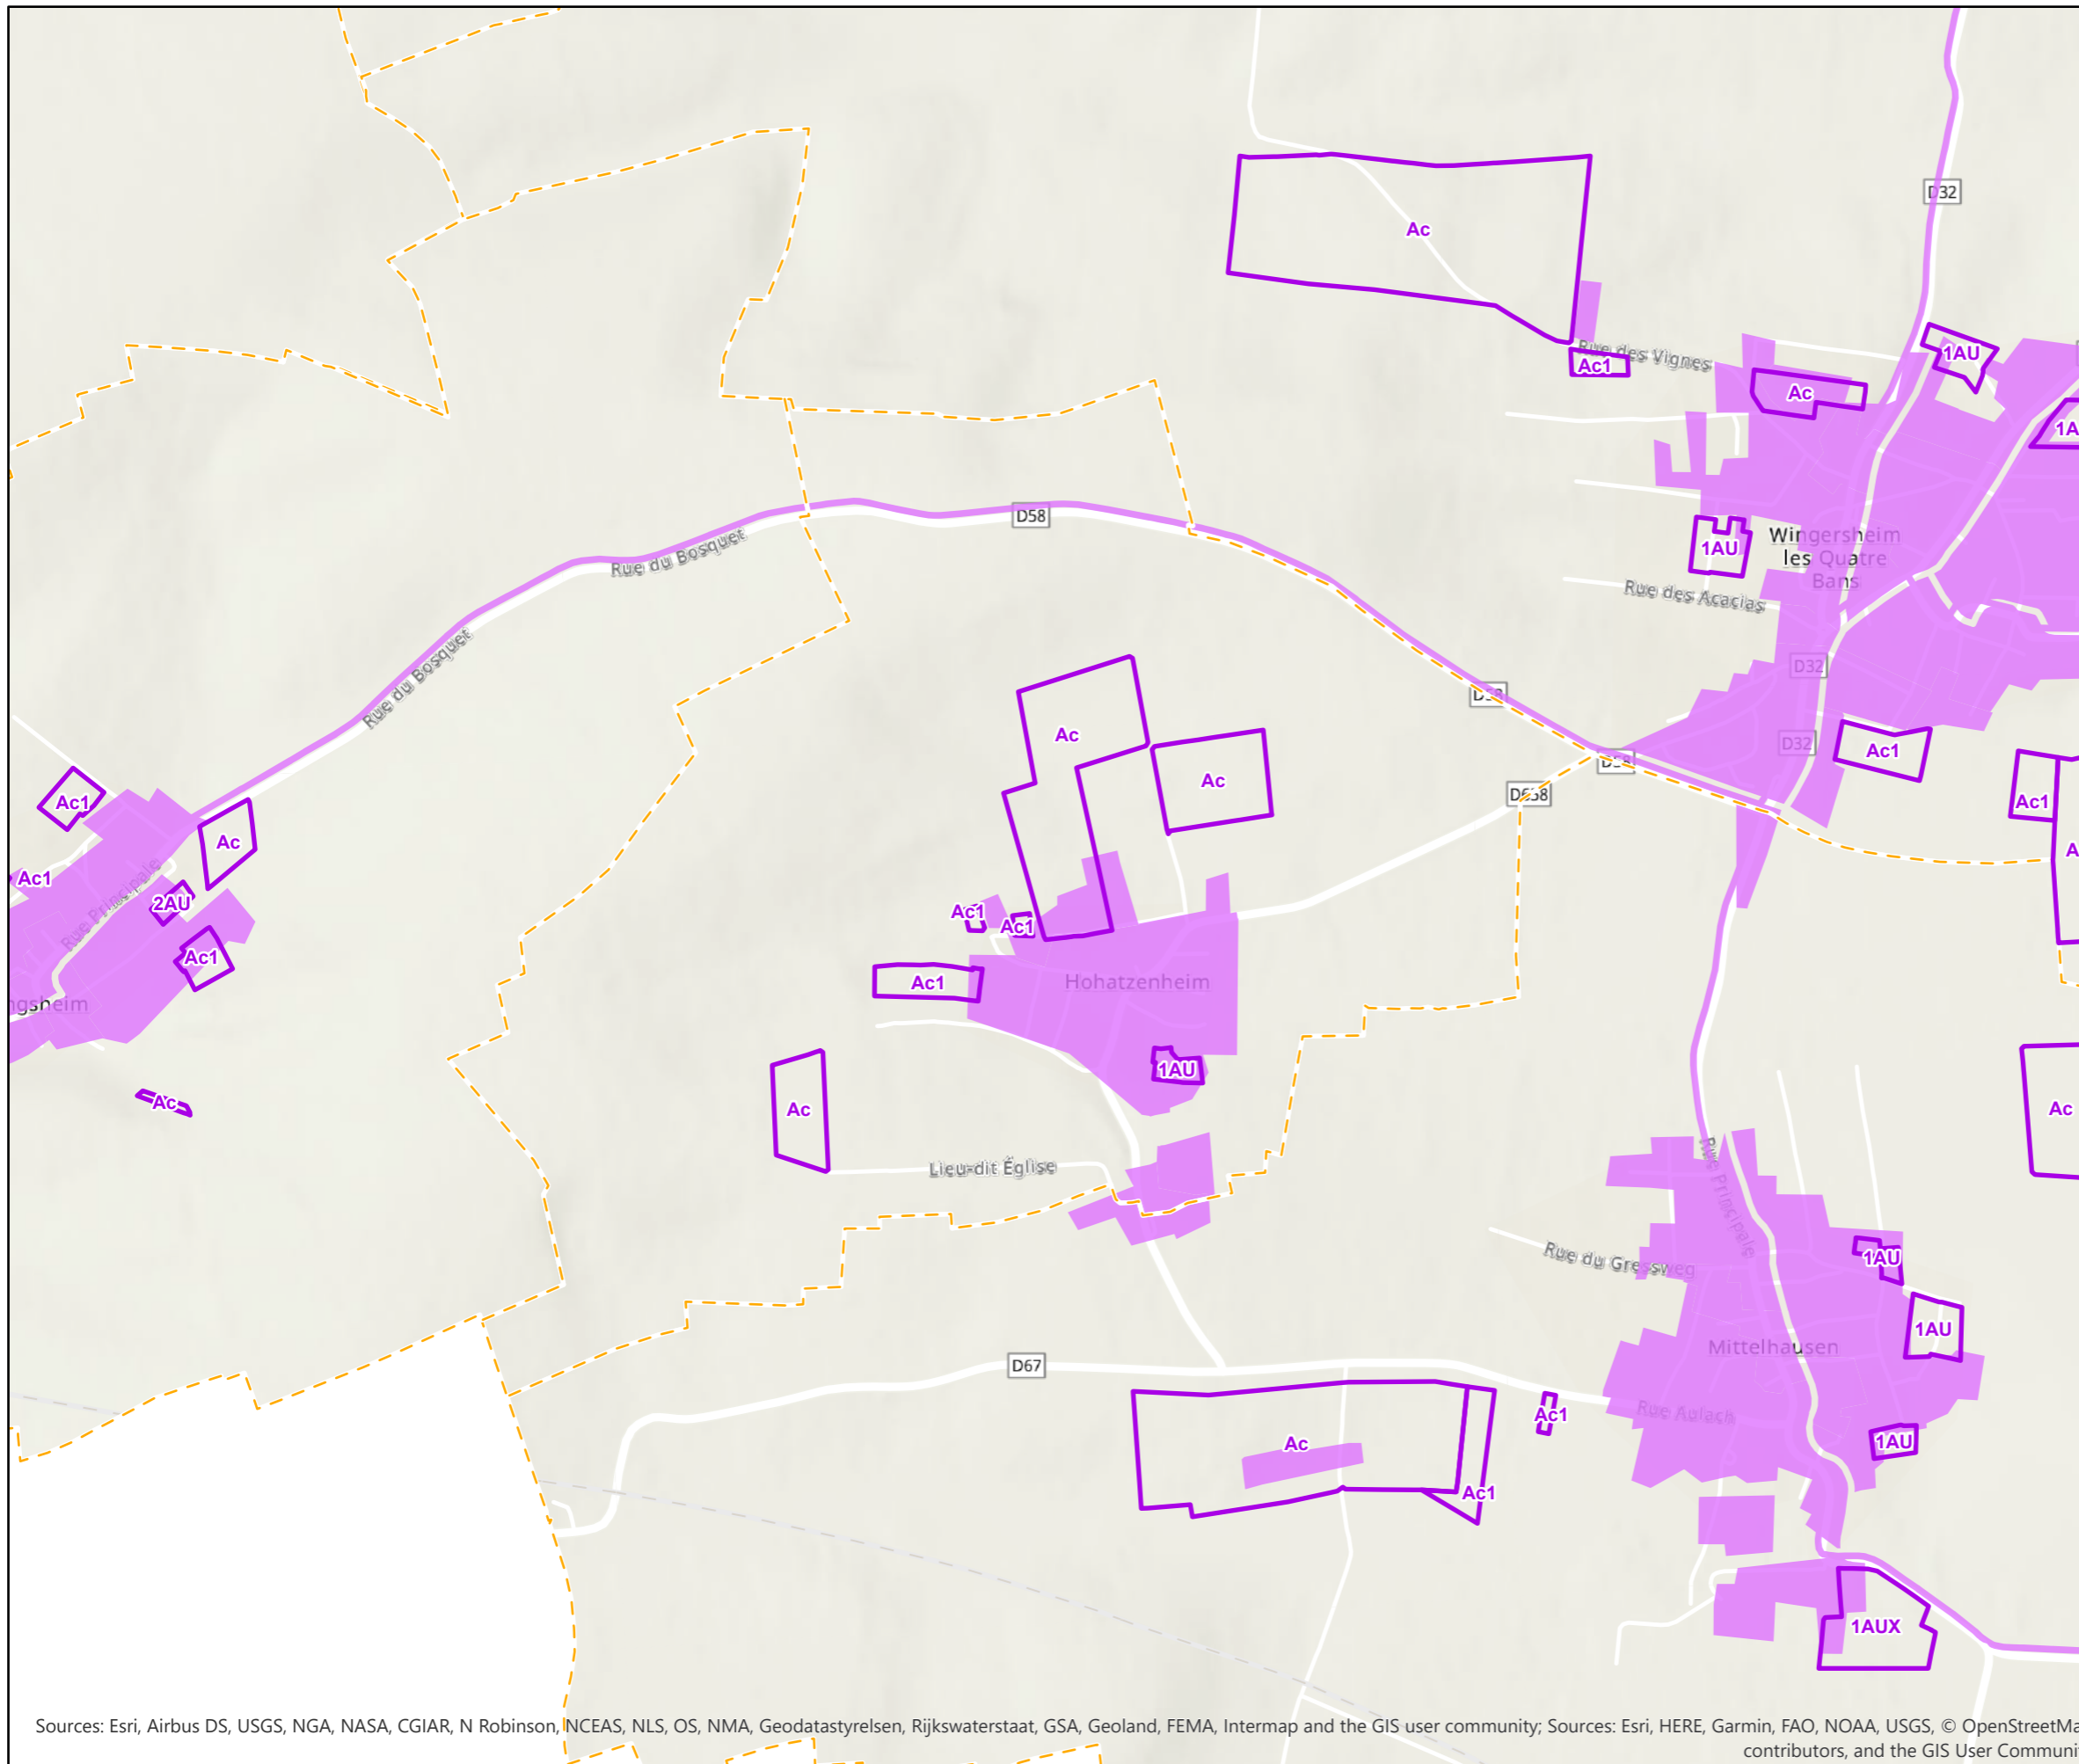 D32
Ac
Rue des Vignes
Ac1
1AU
Ac
1A
D58
Rue du Bosquet
Wingersheim
les Quatre
Bans
1AU
Rue des Acacias
Rue du Bosquet
D32
D58
Ac
D32
Ac1
D58
Ac
D658
Ac1
Ac1
Ac
A
Ac1
Rue Principale
2AU
Ac1
Ac1
Ac1
Ac1
Hohatzenheim
ngsheim
1AU
Ac
Ac
Ac
Lieu-dit Église
Rue Principale
Rue du Gressweg
1AU
1AU
Mittelhausen
D67
Ac1
Rue Aulach
Ac
1AU
Ac1
1AUX
Sources: Esri, Airbus DS, USGS, NGA, NASA, CGIAR, N Robinson, NCEAS, NLS, OS, NMA, Geodatastyrelsen, Rijkswaterstaat, GSA, Geoland, FEMA, Intermap and the GIS user community; Sources: Esri, HERE, Garmin, FAO, NOAA, USGS, © OpenStreetMa
contributors, and the GIS User Communi